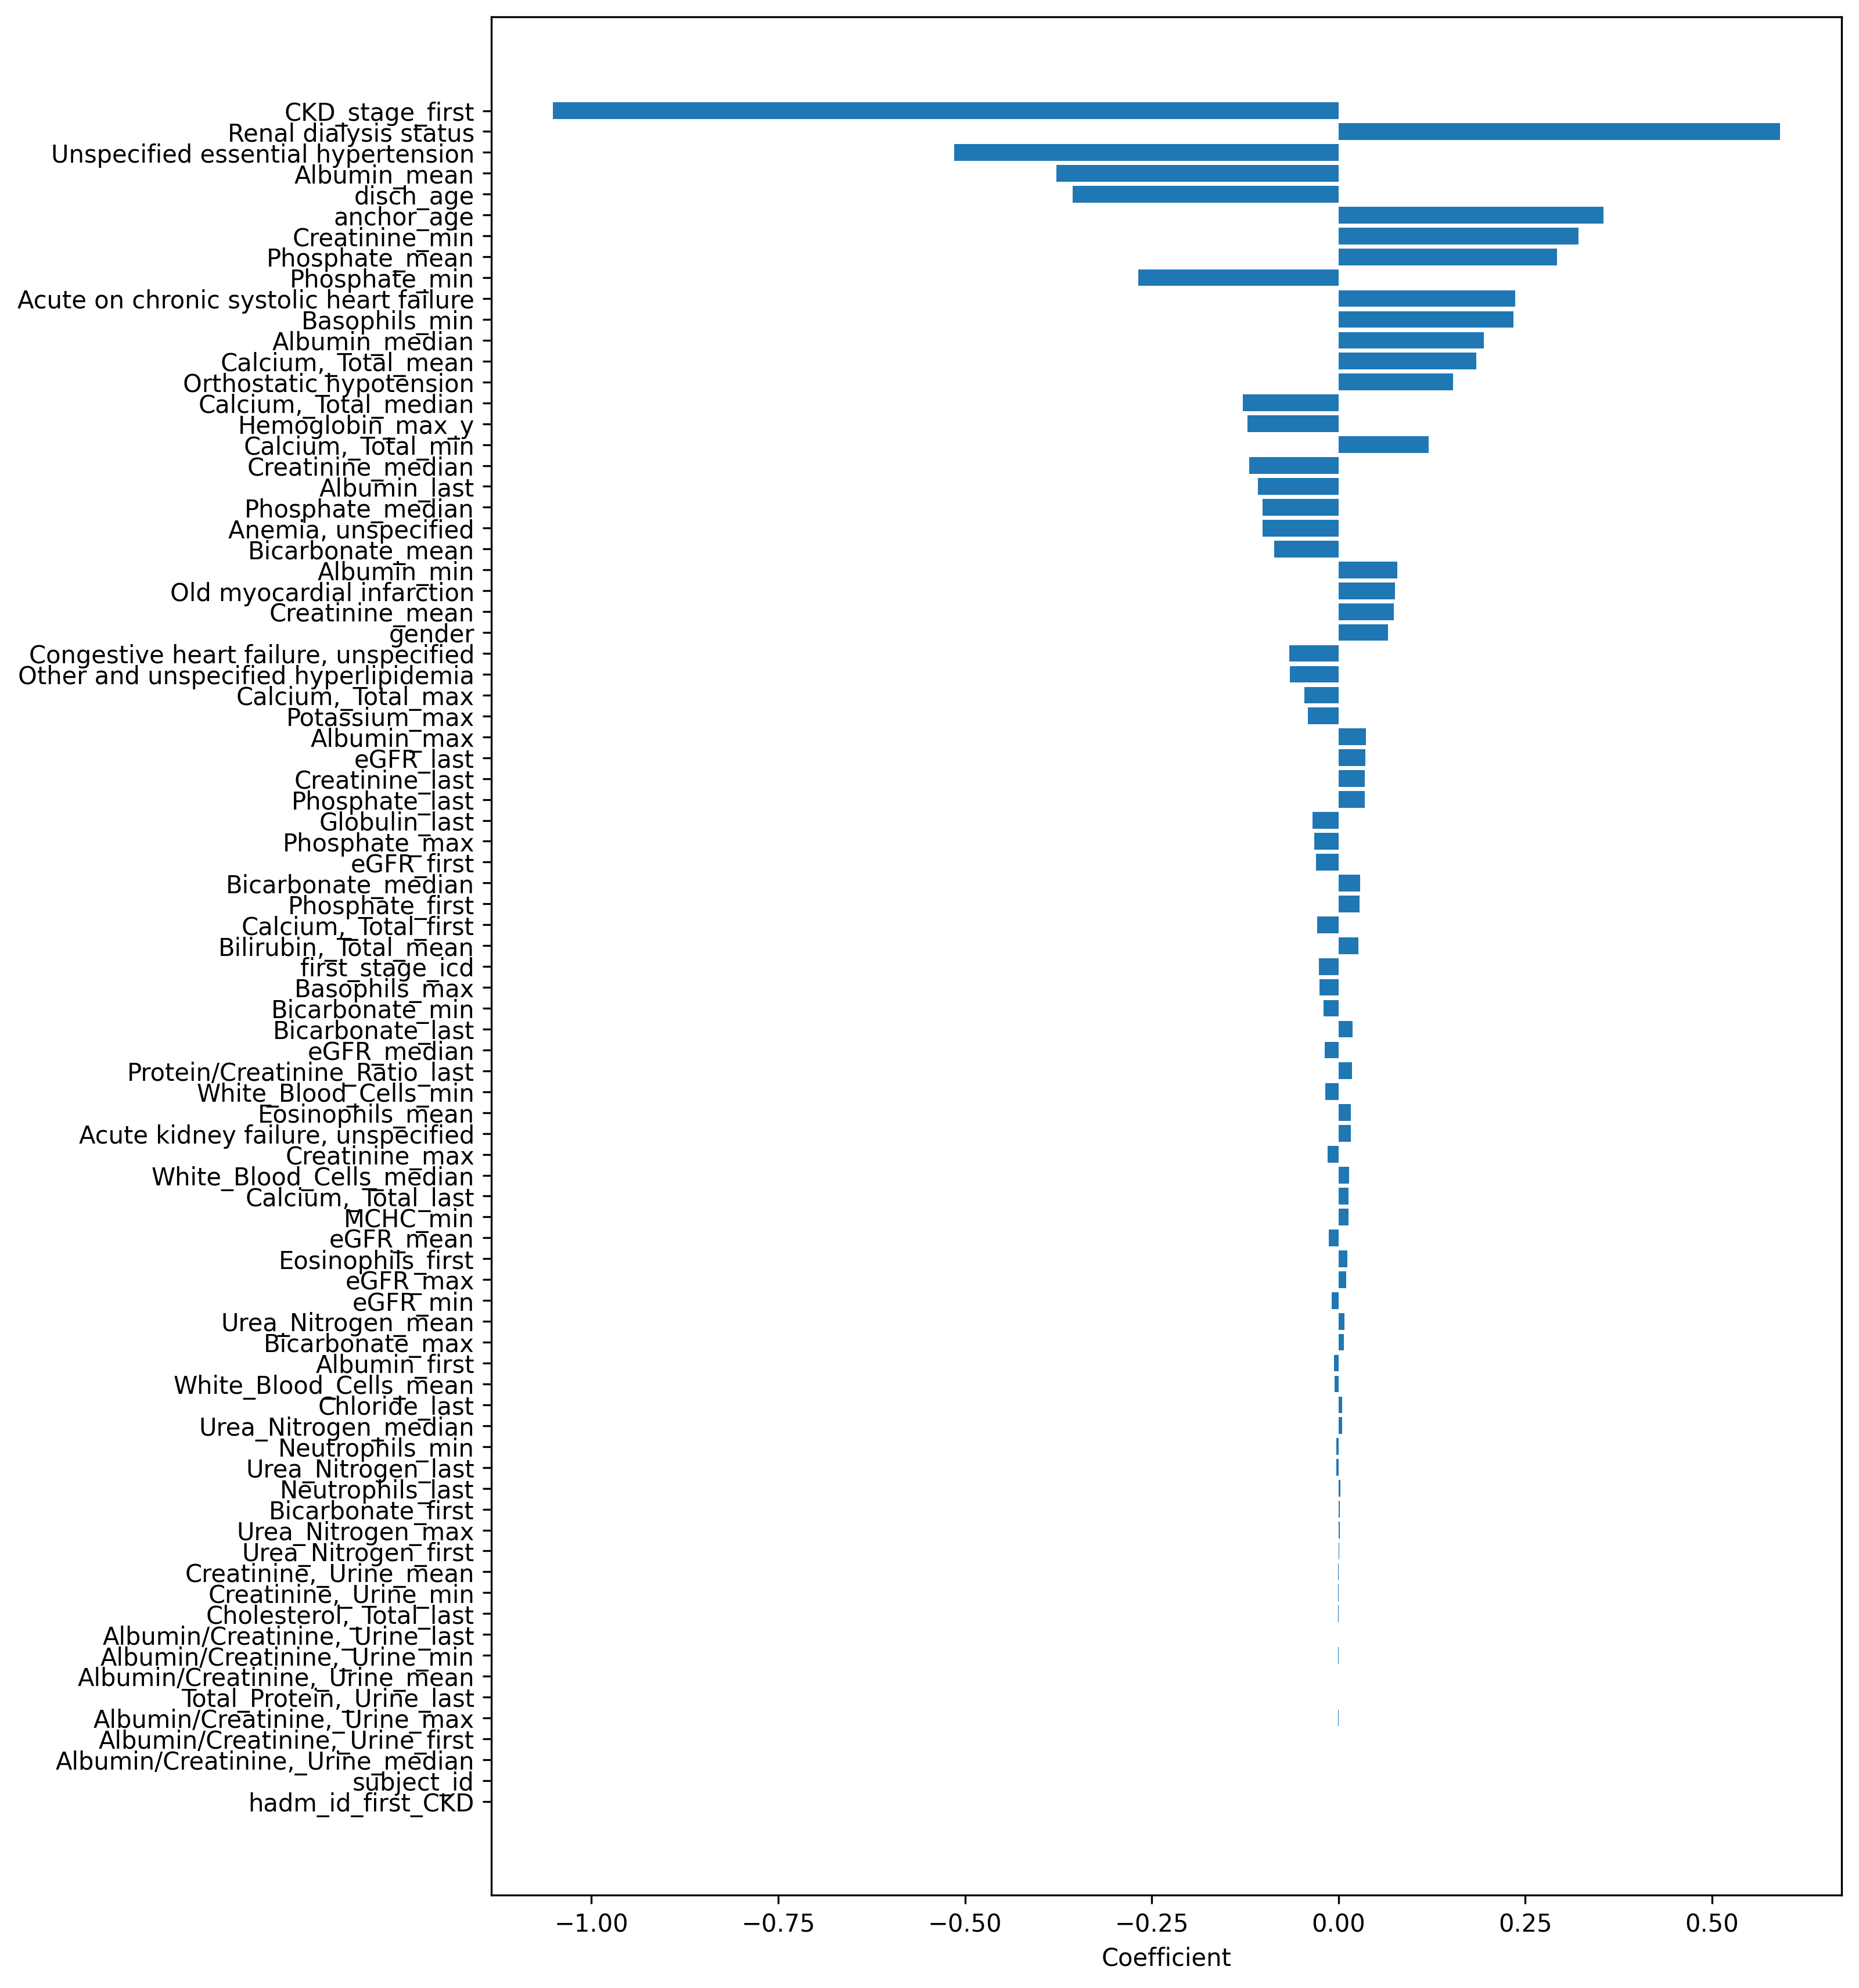 CKD_stage_first
Renal dialysis status
Unspecified essential hypertension
Albumin_mean
disch_age
anchor_age
Creatinine_min
Phosphate_mean
Phosphate_min
Acute on chronic systolic heart failure
Basophils_min
Albumin_median
Calcium,_Total_mean
Orthostatic hypotension
Calcium,_Total_median
Hemoglobin_max_y
Calcium,_Total_min
Creatinine_median
Albumin_last
Phosphate_median
Anemia, unspecified
Bicarbonate_mean
Albumin_min
Old myocardial infarction
Creatinine_mean
gender
Congestive heart failure, unspecified
Other and unspecified hyperlipidemia
Calcium,_Total_max
Potassium_max
Albumin_max
eGFR_last
Creatinine_last
Phosphate_last
Globulin_last
Phosphate_max
eGFR_first
Bicarbonate_median
Phosphate_first
Calcium,_Total_first
Bilirubin,_Total_mean
first_stage_icd
Basophils_max
Bicarbonate_min
Bicarbonate_last
eGFR_median
Protein/Creatinine_Ratio_last
White_Blood_Cells_min
Eosinophils_mean
Acute kidney failure, unspecified
Creatinine_max
White_Blood_Cells_median
Calcium,_Total_last
MCHC_min
eGFR_mean
Eosinophils_first
eGFR_max
eGFR_min
Urea_Nitrogen_mean
Bicarbonate_max
Albumin_first
White_Blood_Cells_mean
Chloride_last
Urea_Nitrogen_median
Neutrophils_min
Urea_Nitrogen_last
Neutrophils_last
Bicarbonate_first
Urea_Nitrogen_max
Urea_Nitrogen_first
Creatinine,_Urine_mean
Creatinine,_Urine_min
Cholesterol,_Total_last
Albumin/Creatinine,_Urine_last
Albumin/Creatinine,_Urine_min
Albumin/Creatinine,_Urine_mean
Total_Protein,_Urine_last
Albumin/Creatinine,_Urine_max
Albumin/Creatinine,_Urine_first
Albumin/Creatinine,_Urine_median
subject_id
hadm_id_first_CKD
−1.00 −0.75 −0.50 −0.25 0.00 0.25 0.50
Coefficient